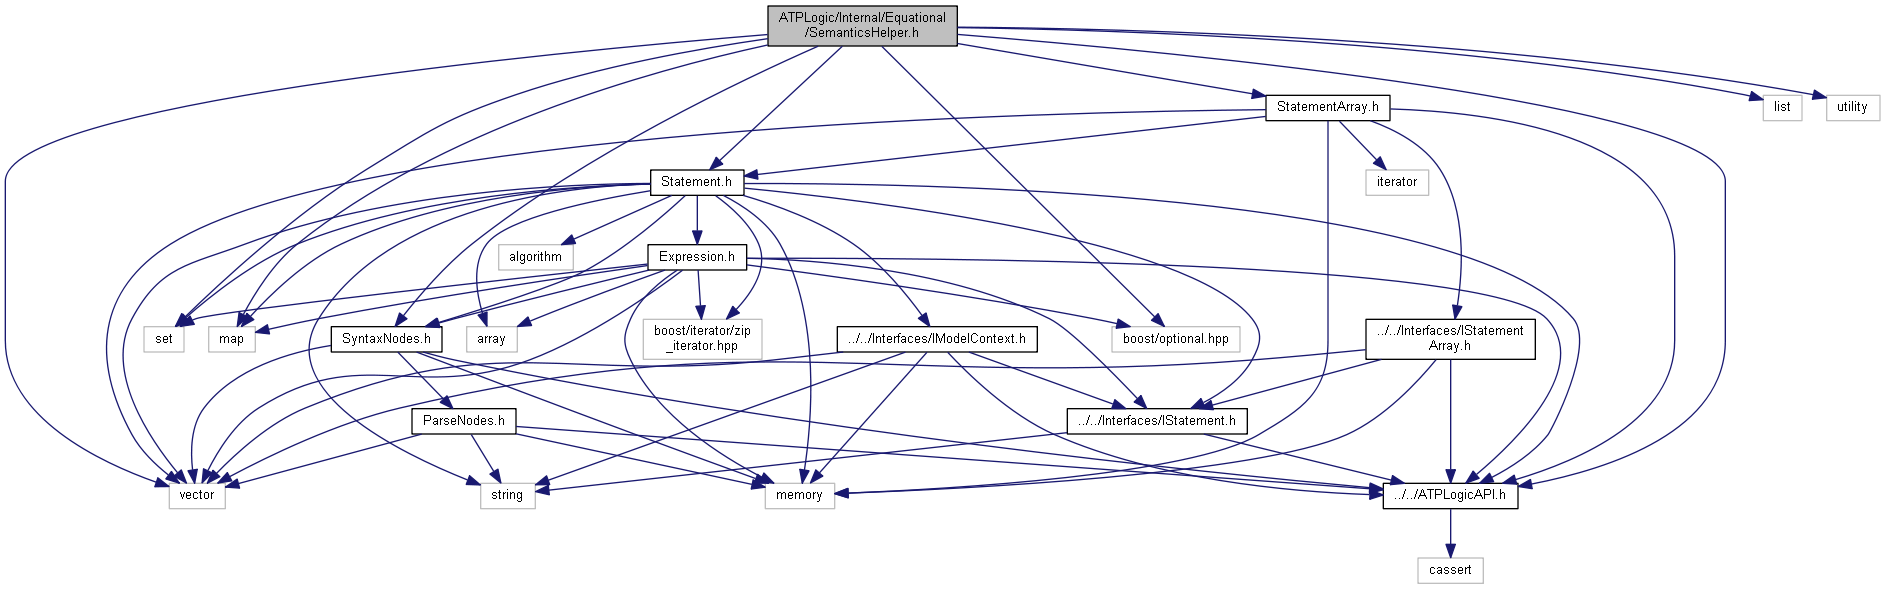 ATPLogic/Internal/Equational
/SemanticsHelper.h
StatementArray.h
list
utility
Statement.h
iterator
algorithm
Expression.h
set
map
SyntaxNodes.h
array
boost/iterator/zip
_iterator.hpp
../../Interfaces/IModelContext.h
boost/optional.hpp
../../Interfaces/IStatement
Array.h
ParseNodes.h
../../Interfaces/IStatement.h
vector
string
memory
../../ATPLogicAPI.h
cassert